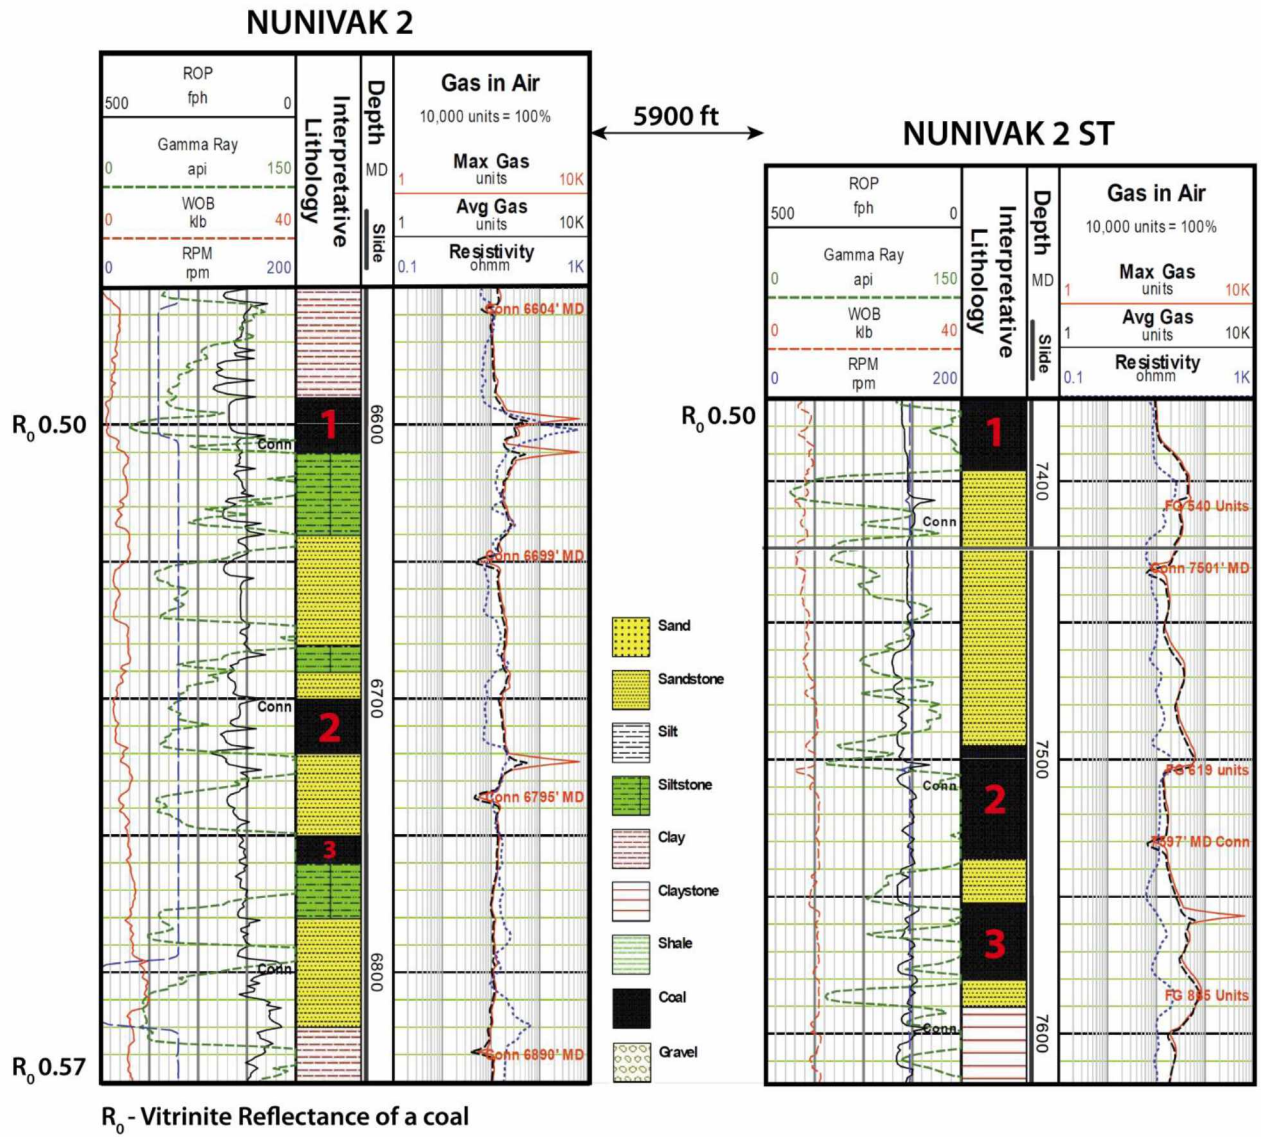 NUNIVAK 2
ROP
fph
500 0
Gamma Ray
0 api 150
WOB
0 klb 40
RPM
0 rpm 200
Interpretative
Lithology
Depth
MD
Slide
Gas in Air
10,000 units = 100%
Max Gas
1 units 10K
Avg Gas
1 units 10K
Resistivity
0.1 ohmm 1K
5900 ft
NUNIVAK 2 ST
ROP
500 fph 0
Gamma Ray
0 api 150
WOB
0 klb 40
RPM
0 rpm 200
Interpretative
Lithology
Depth
MD
Slide
Gas in Air
10,000 units = 100%
Max Gas
1 units 10K
Avg Gas
1 units 10K
Resistivity
0.1 ohmm 1K
Conn 6604' MD
R0 0.50
1
6600
Conn
Conn 6699' MD
Conn
2
6700
Conn 6795' MD
3
Conn
6800
Conn 6890' MD
R0 0.57
Sand
Sandstone
Silt
Siltstone
Clay
Claystone
Shale
Coal
Gravel
R0 0.50
1
7400
FG 540 Units
Conn
Conn 7501' MD
7500
FG 619 units
Conn
2
MD Conn
3
Units
Conn
7600
R0 - Vitrinite Reflectance of a coal